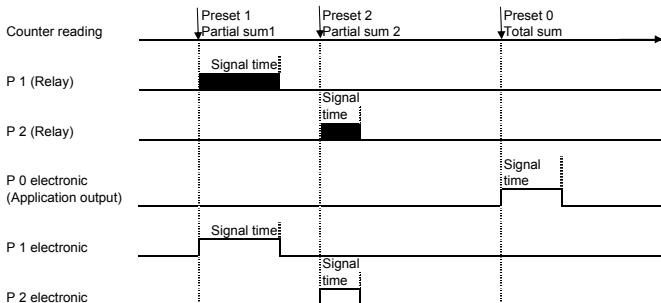 Preset 1 Preset 2 Preset 0
Counter reading Partial sum1 Partial sum 2 Total sum
Signal time
P 1 (Relay)
Signal
time
P 2 (Relay)
Signal
time
P 0 electronic
(Application output)
Signal time
P 1 electronic
Signal
time
P 2 electronic